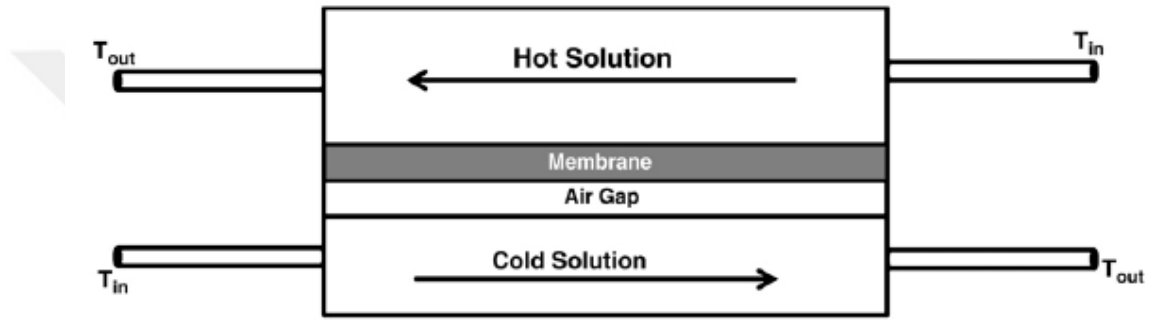 T_out
T_in
Hot Solution
Membrane
Air Gap
Cold Solution
T_in
T_out